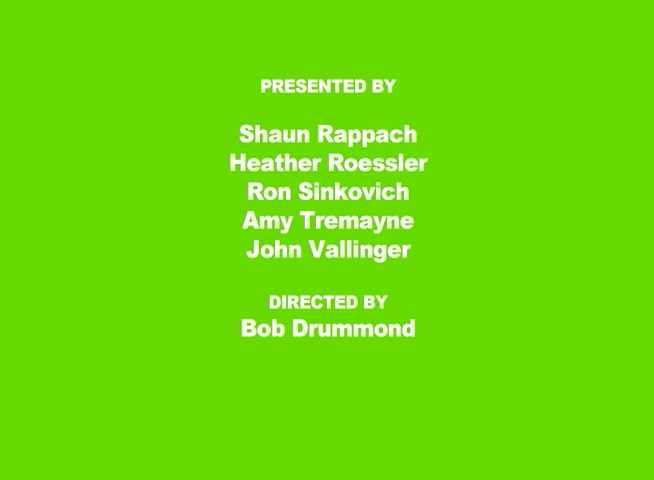 PRESENTED BY
Shaun Rappach
Heather Roessler
Ron Sinkovich
Amy Tremayne
John Vallinger
DIRECTED BY
Bob Drummond